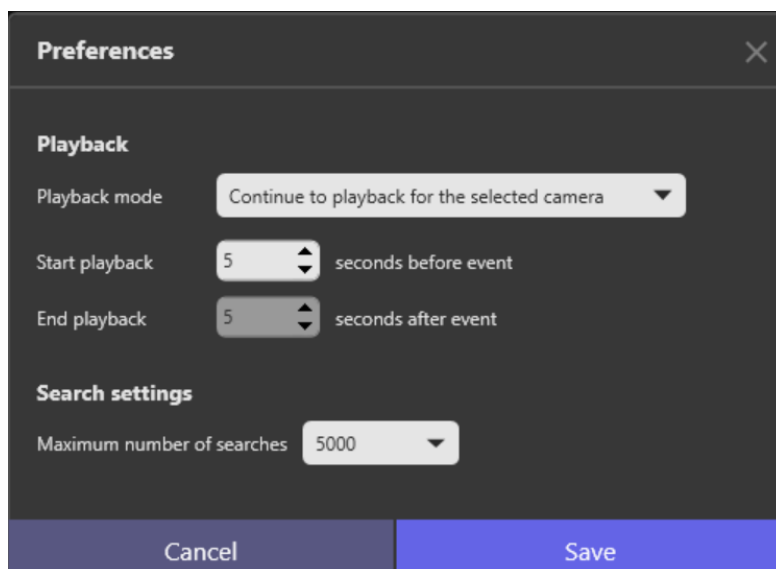 Preferences
Playback
Playback mode Continue to playback for the selected camera
Start playback 5 seconds before event
End playback 5 seconds after event
Search settings
Maximum number of searches 5000
Cancel Save